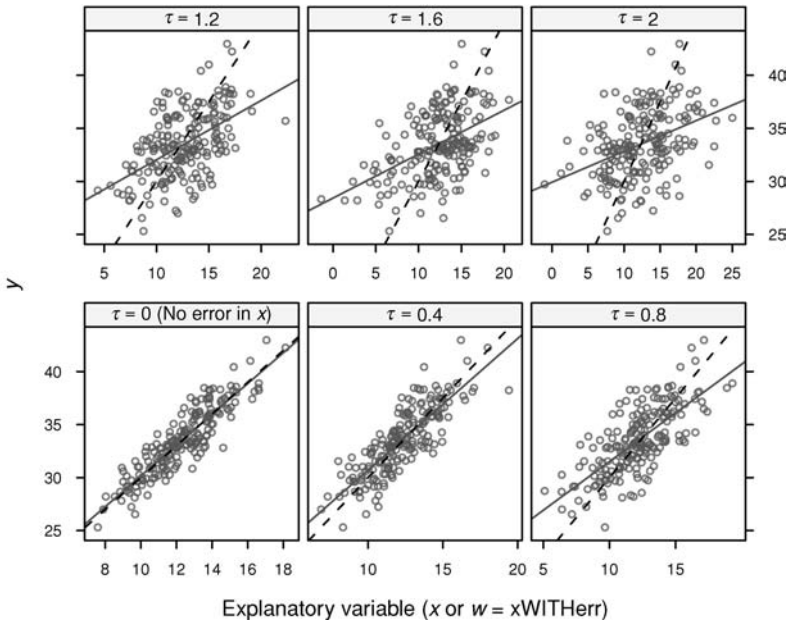 τ = 1.2 τ = 1.6 τ = 2
40
35
30
25
5 10 15 20 0 5 10 15 20 0 5 10 15 20 25
y
τ = 0 (No error in x) τ = 0.4 τ = 0.8
40
35
30
25
8 10 12 14 16 18 10 15 20 5 10 15
Explanatory variable (x or w = xWITHerr)